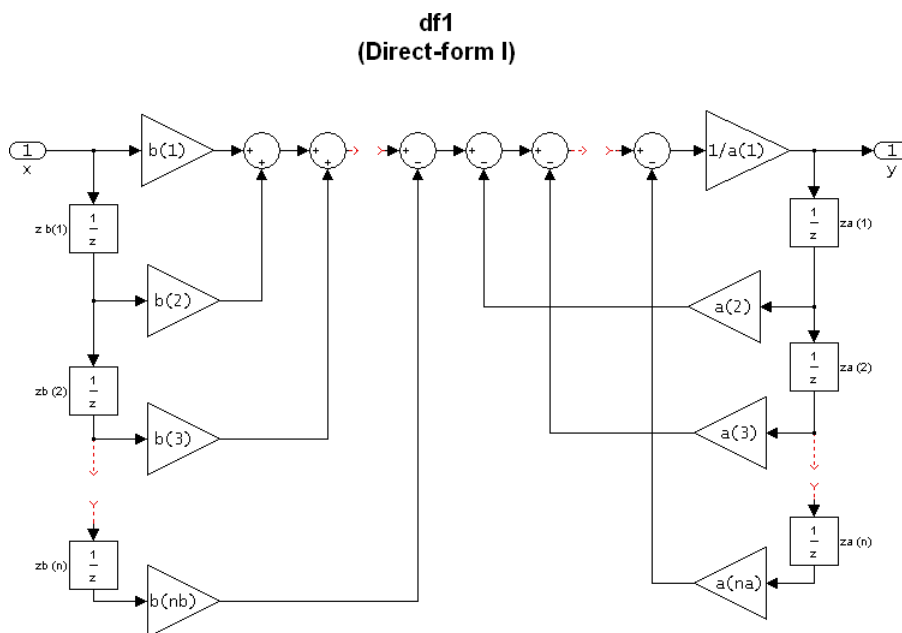 df1
(Direct-form I)
1
x
b(1)
+
+
+
+
+
−
+
−
+
−
+
−
1/a(1)
1
y
zb(1)
1
z
1
z
za(1)
b(2)
a(2)
zb(2)
1
z
1
z
za(2)
b(3)
a(3)
zb(n)
1
z
1
z
za(n)
b(nb)
a(na)